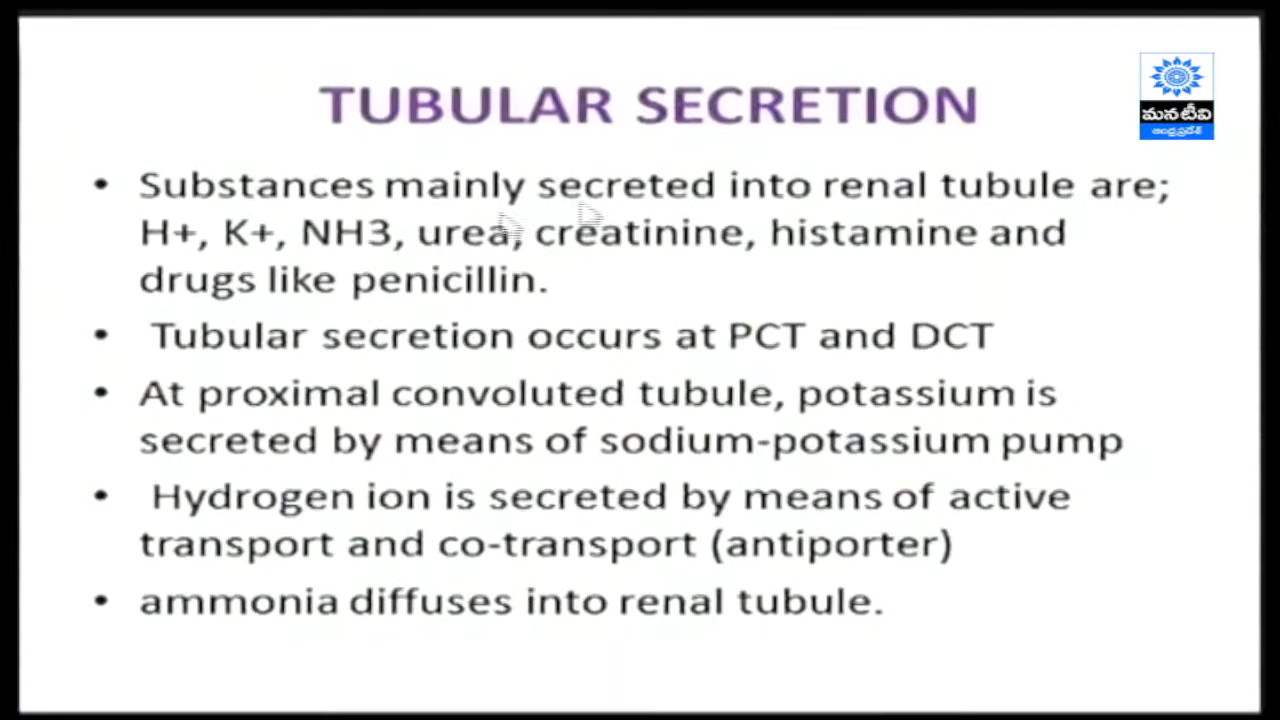 మనటీవి
ఆంధ్రప్రదేశ్
TUBULAR SECRETION
• Substances mainly secreted into renal tubule are;
H+, K+, NH3, urea, creatinine, histamine and
drugs like penicillin.
• Tubular secretion occurs at PCT and DCT
• At proximal convoluted tubule, potassium is
secreted by means of sodium-potassium pump
• Hydrogen ion is secreted by means of active
transport and co-transport (antiporter)
• ammonia diffuses into renal tubule.